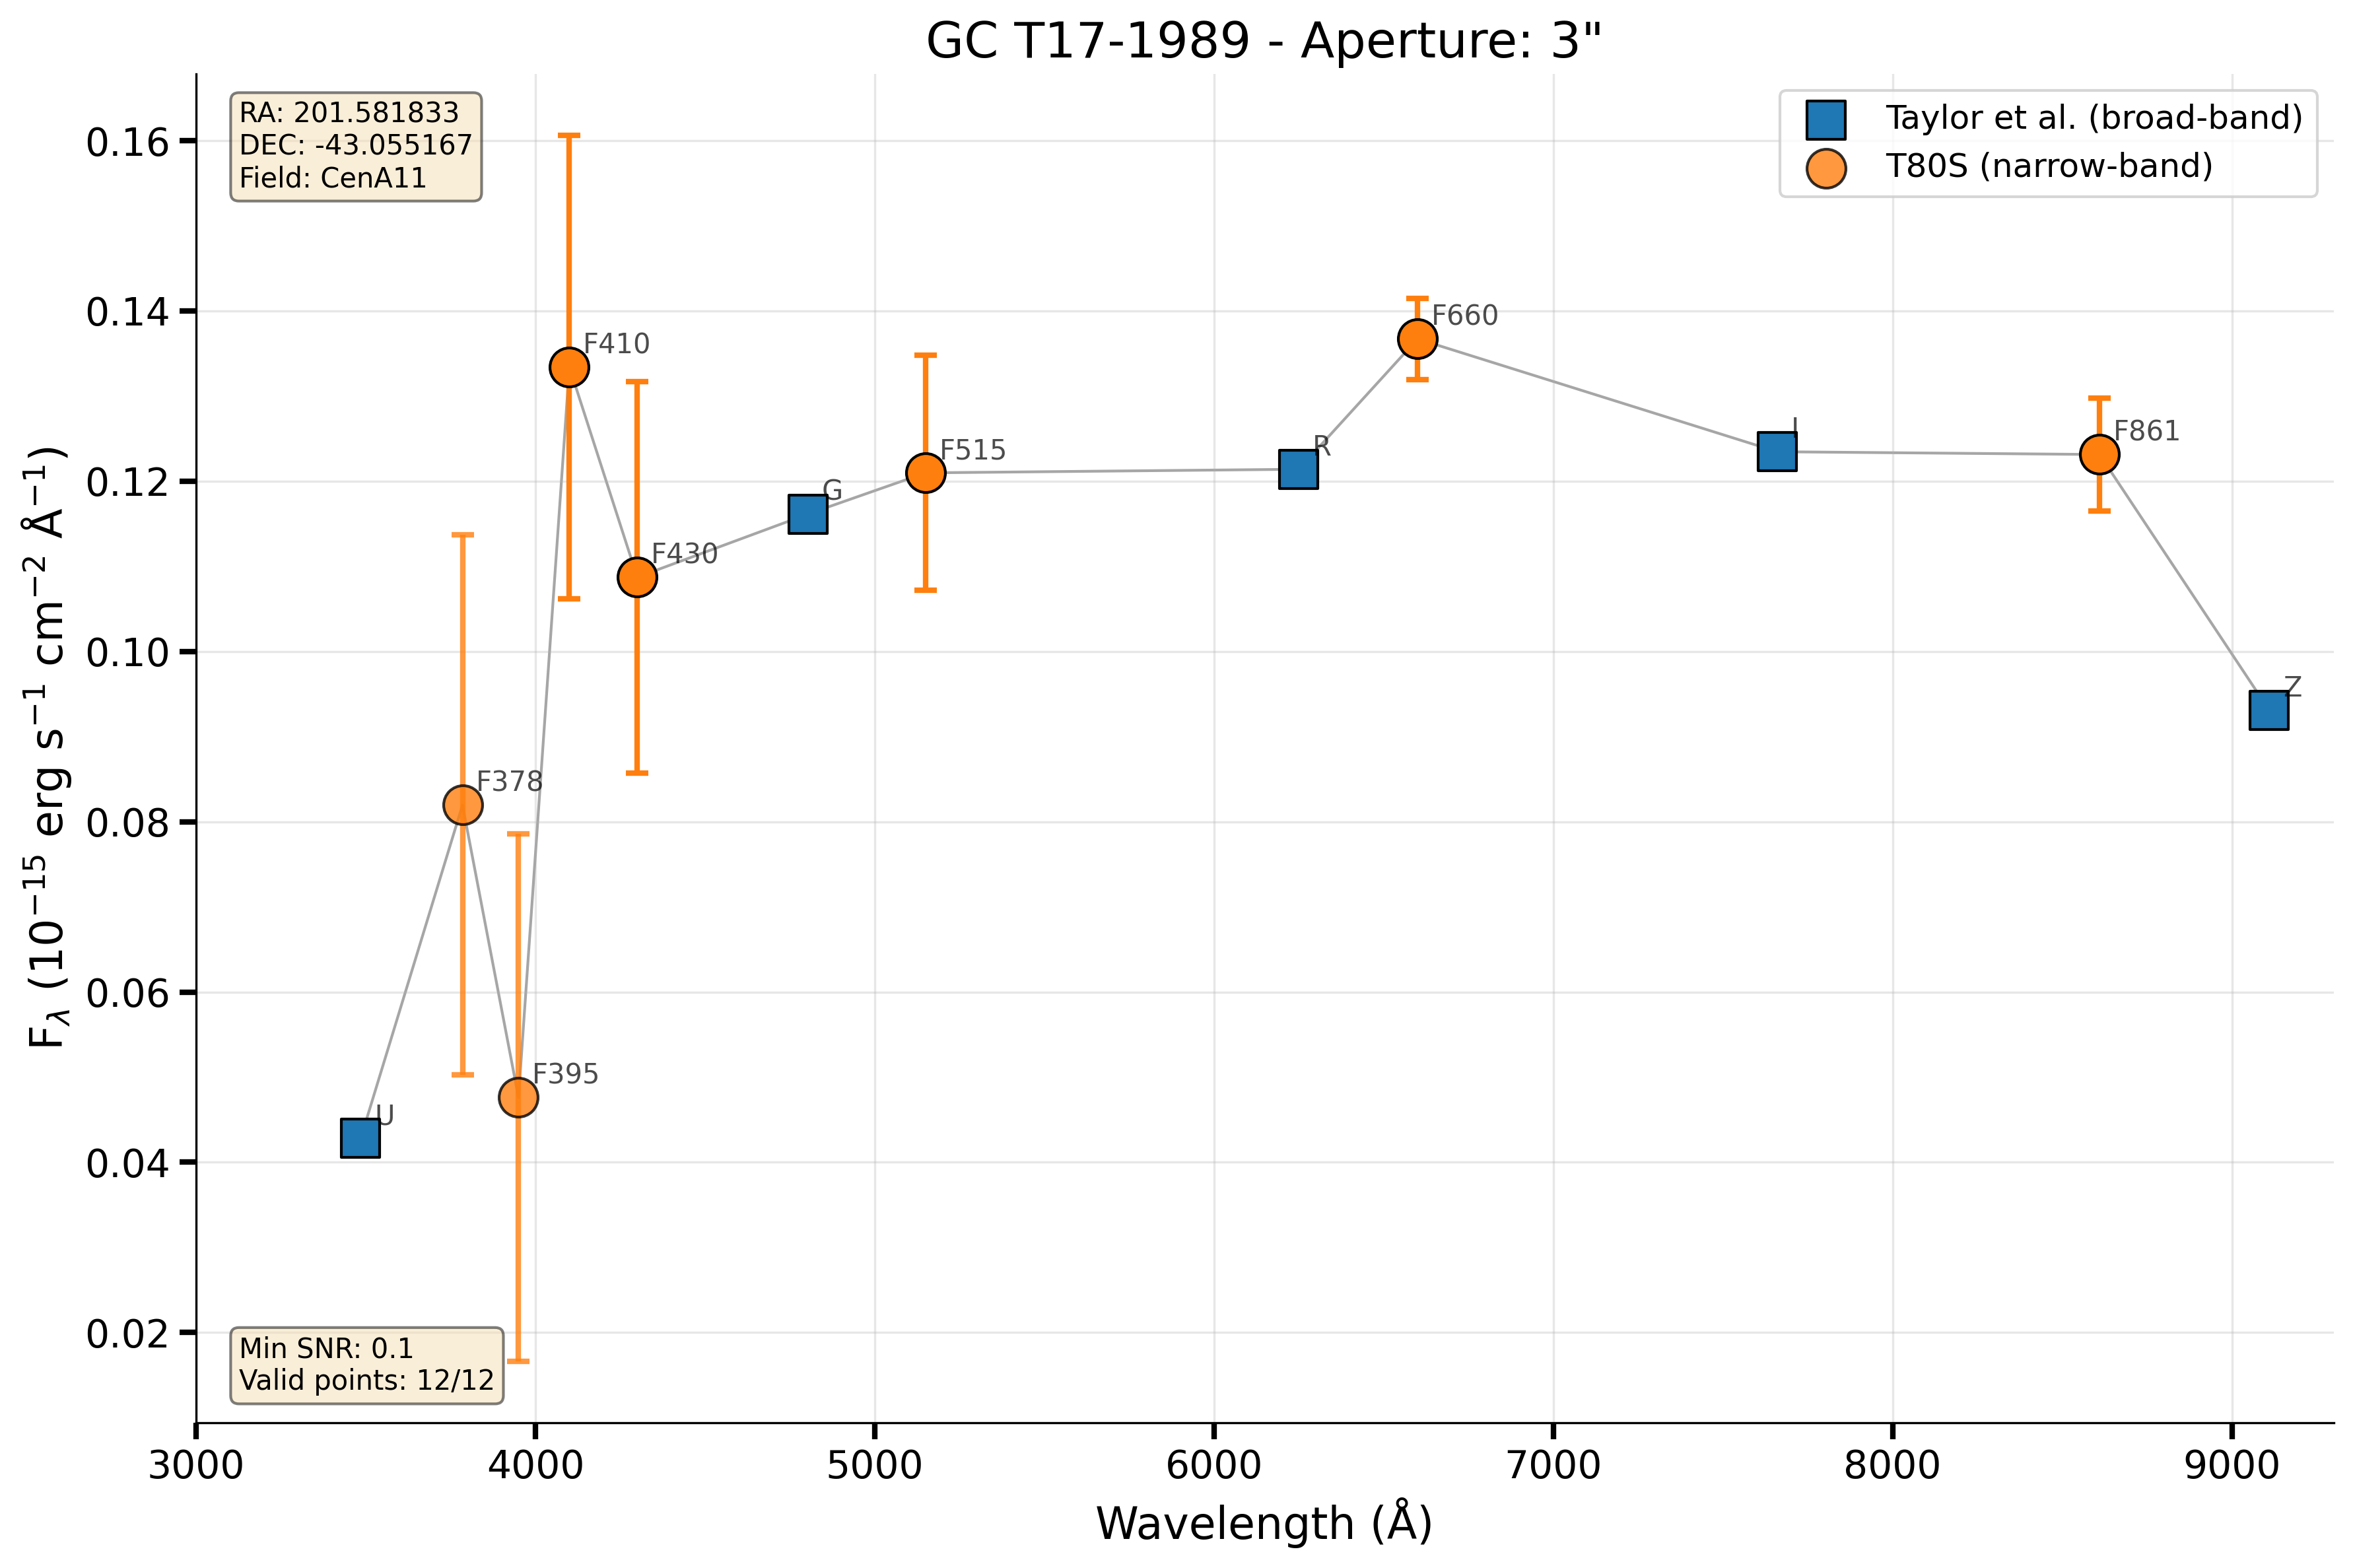 GC T17-1989 - Aperture: 3"
RA: 201.581833
DEC: -43.055167
Field: CenA11
Taylor et al. (broad-band)
T80S (narrow-band)
0.16
0.14
0.12
0.10
0.08
0.06
0.04
0.02
F_λ (10⁻¹⁵ erg s⁻¹ cm⁻² Å⁻¹)
U
F378
F395
F410
F430
G
F515
R
F660
I
F861
Z
Min SNR: 0.1
Valid points: 12/12
3000 4000 5000 6000 7000 8000 9000
Wavelength (Å)